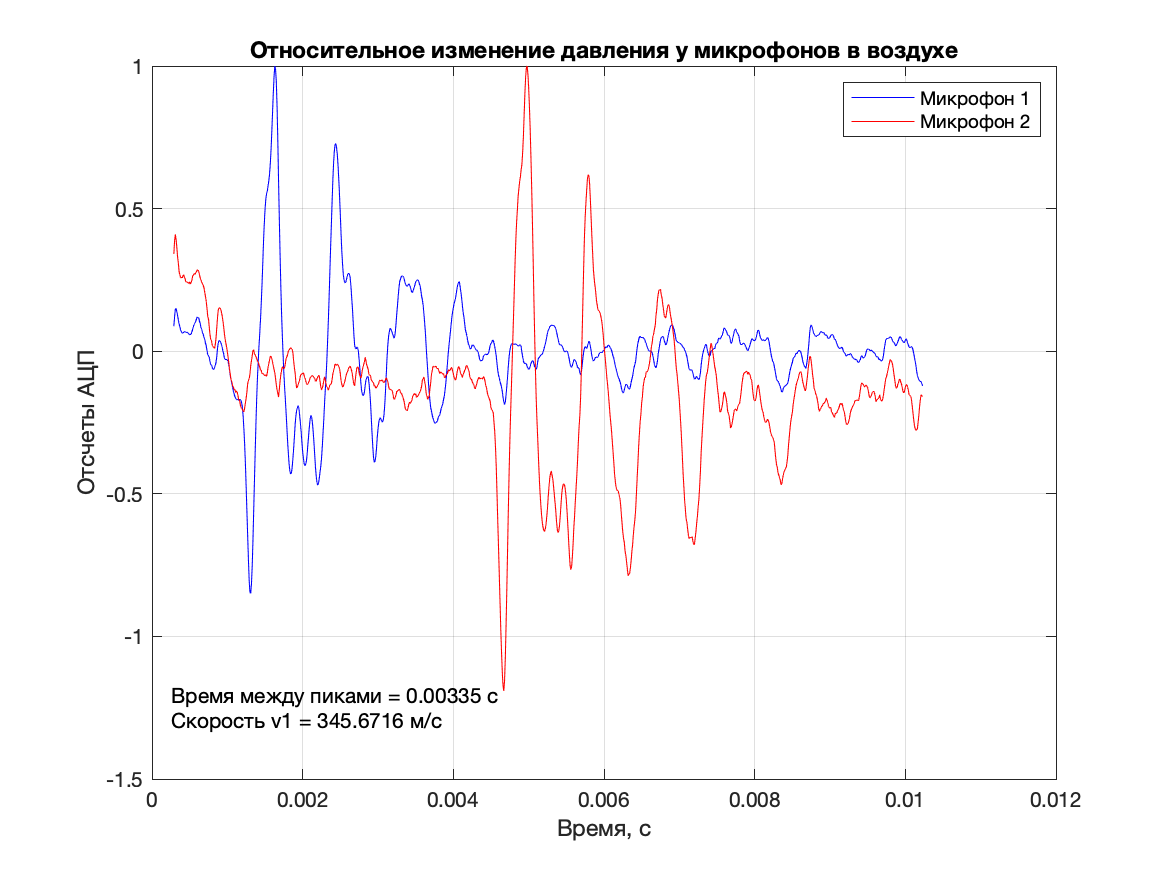 Относительное изменение давления у микрофонов в воздухе
Микрофон 1
Микрофон 2
Отсчеты АЦП
1
0.5
0
-0.5
-1
-1.5
Время между пиками = 0.00335 с
Скорость v1 = 345.6716 м/с
0 0.002 0.004 0.006 0.008 0.01 0.012
Время, с